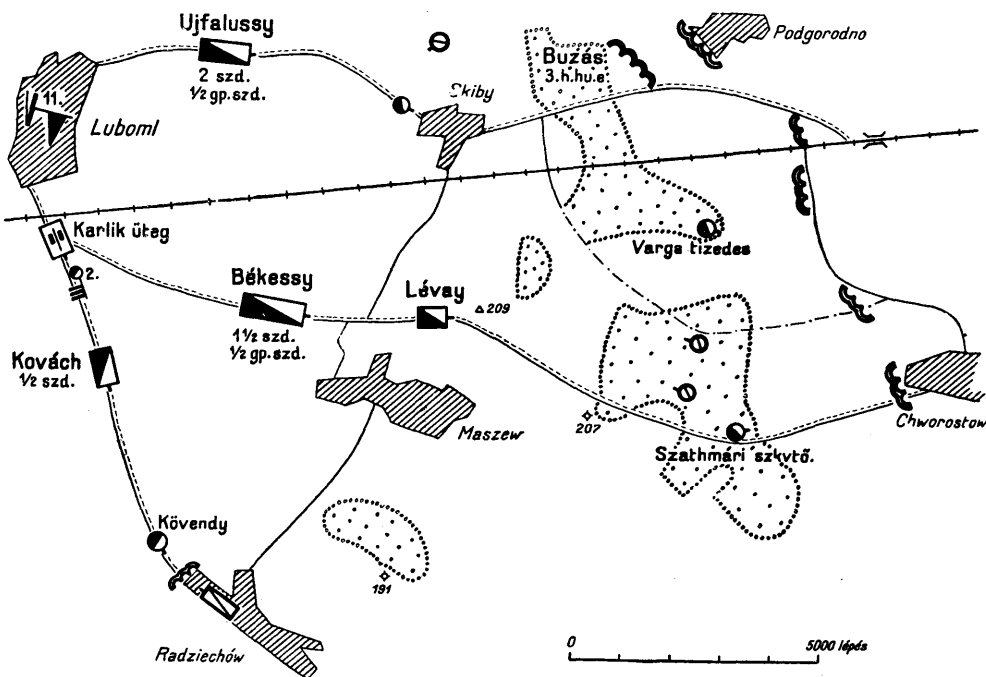 Ujfalussy
2 szd.
½ gp. szd.
Podgorodno
Buzás
3. h. hu. e.
Skiby
11.
Luboml
Karlik üteg
2.
Varga tizedes
Békessy
1½ szd.
½ gp. szd.
Lévay
209
Kovách
½ szd.
Maszew
207
Chworostow
Szathmári szkvtő.
Kövendy
191
Radziechów
0
5000 lépés